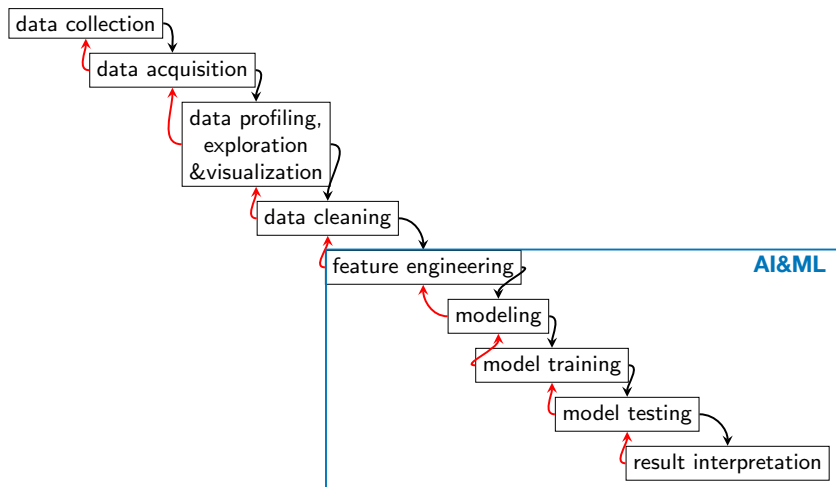 data collection
data acquisition
data profiling,
exploration
&visualization
data cleaning
feature engineering
AI&ML
modeling
model training
model testing
result interpretation